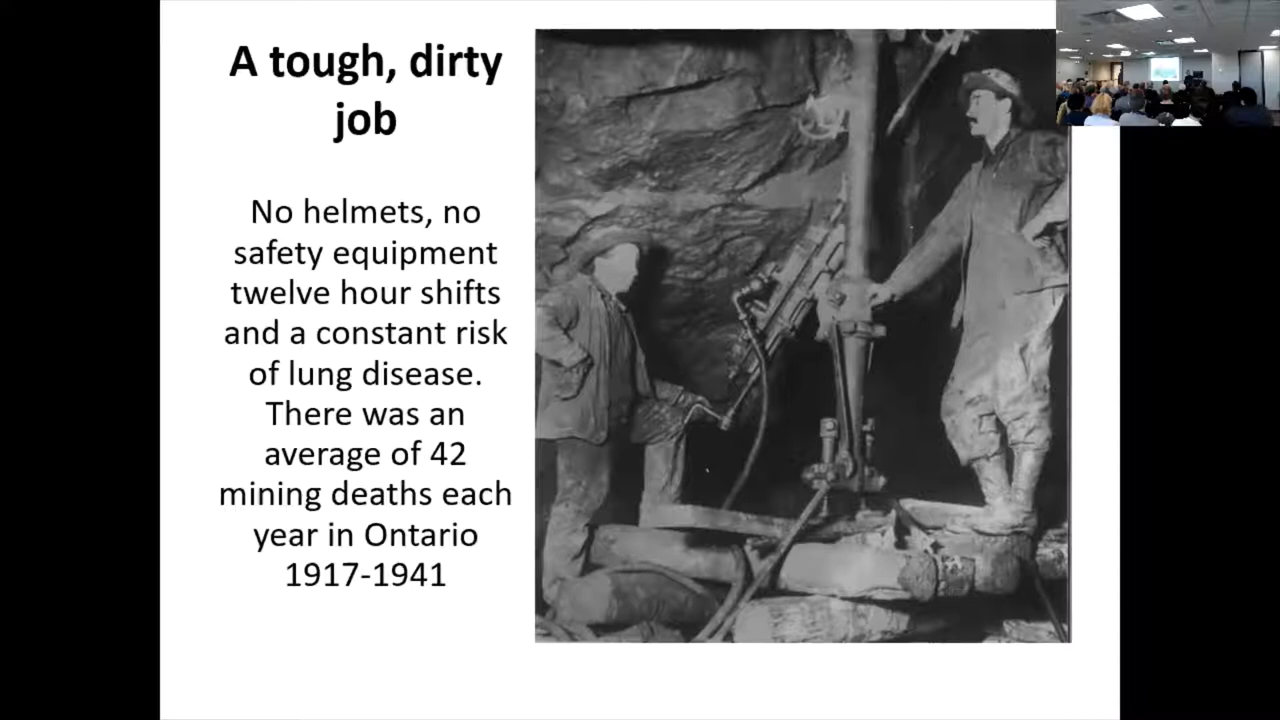 A tough, dirty
job
No helmets, no
safety equipment
twelve hour shifts
and a constant risk
of lung disease.
There was an
average of 42
mining deaths each
year in Ontario
1917-1941